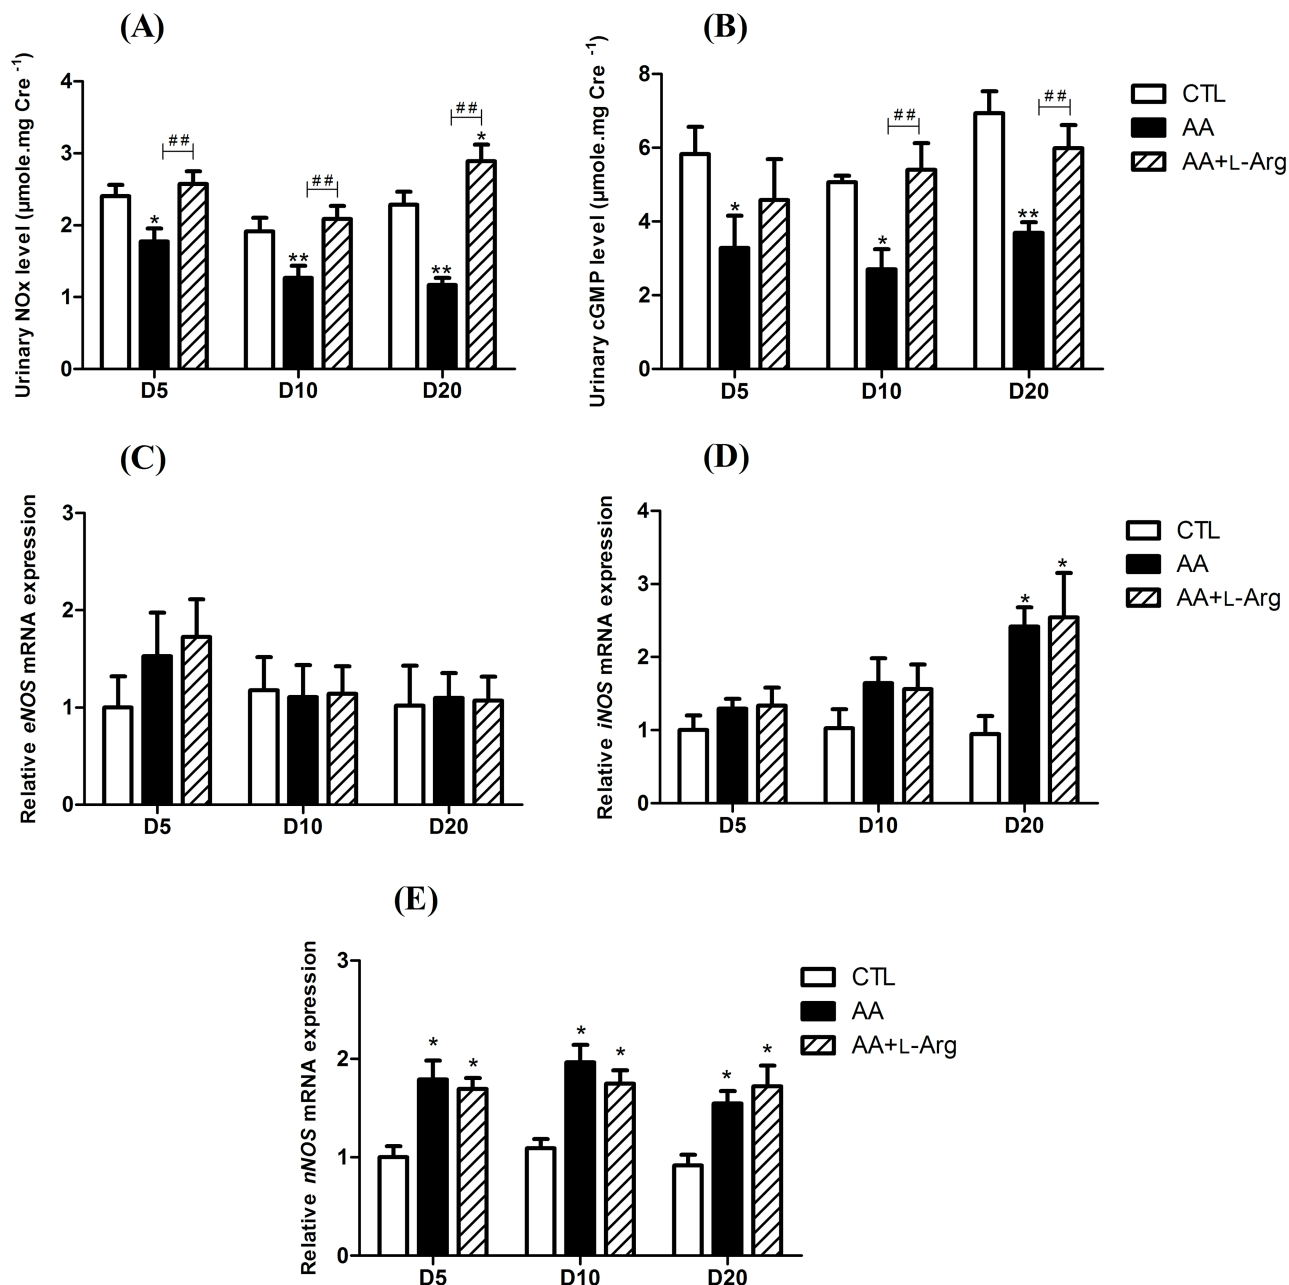 (A)
Urinary NOx level (µmole.mg Cre -1)
4
3
2
1
0
##
##
##
*
*
**
**
D5
D10
D20
(B)
Urinary cGMP level (µmole.mg Cre -1)
8
6
4
2
0
##
##
*
*
**
D5
D10
D20
CTL
AA
AA+L-Arg
(C)
Relative eNOS mRNA expression
3
2
1
0
D5
D10
D20
(D)
Relative iNOS mRNA expression
4
3
2
1
0
*
*
D5
D10
D20
CTL
AA
AA+L-Arg
(E)
Relative nNOS mRNA expression
3
2
1
0
*
*
*
*
*
*
D5
D10
D20
CTL
AA
AA+L-Arg